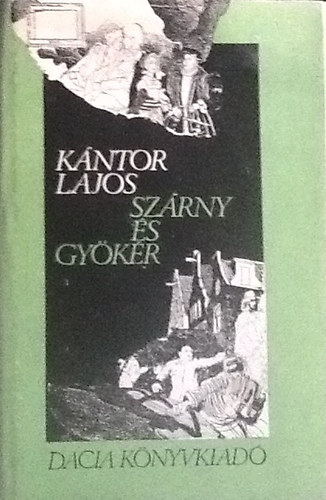 KÁNTOR
LAJOS
SZÁRNY
ÉS
GYÖKÉR
DACIA KÖNYVKIADÓ